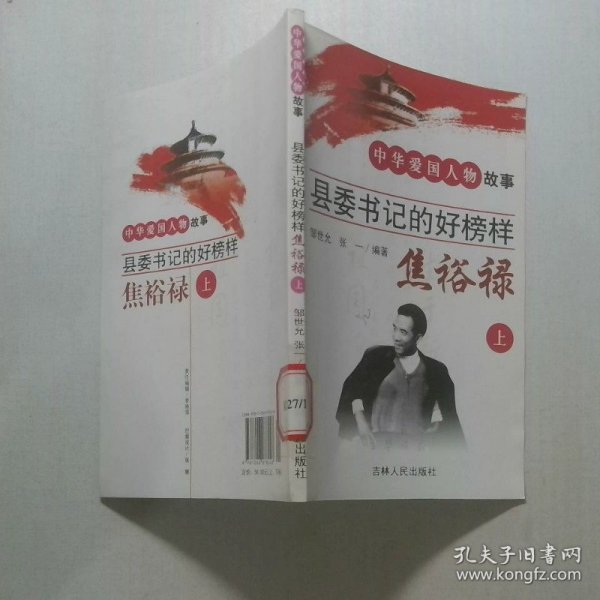 中华爱国人物故事
县委书记的好榜样
邹世允 张一/编著
焦裕禄
上
吉林人民出版社
中华爱国人物故事
县委书记的好榜样
焦裕禄
上
邹世允 张一/
27/1
出版社
中华爱国人物故事
县委书记的好榜样
焦裕禄
上
孔夫子旧书网
www.kongfz.com